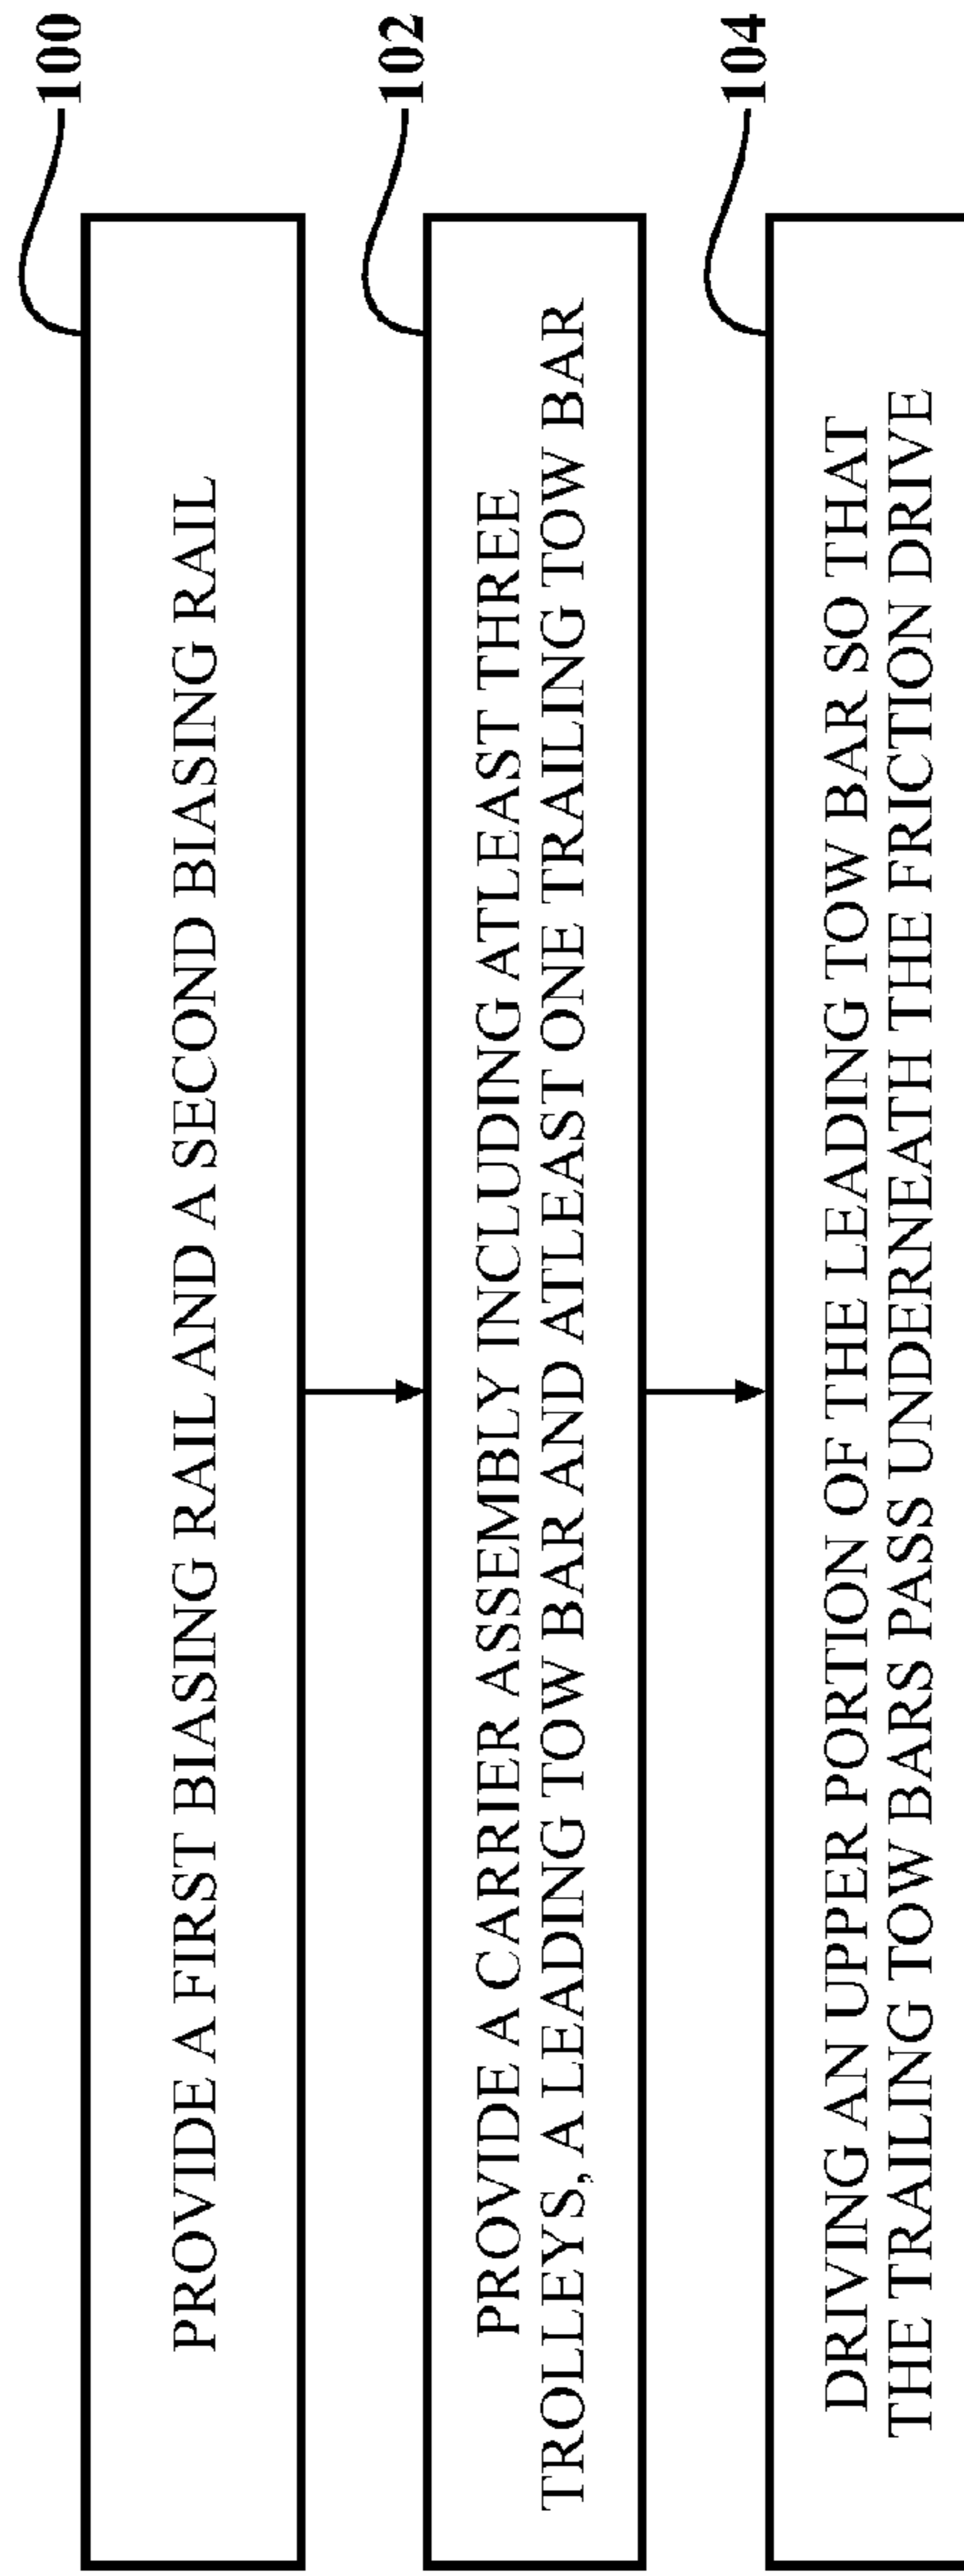 100
PROVIDE A FIRST BIASING RAIL AND A SECOND BIASING RAIL
102
PROVIDE A CARRIER ASSEMBLY INCLUDING ATLEAST THREE
TROLLEYS, A LEADING TOW BAR AND ATLEAST ONE TRAILING TOW BAR
104
DRIVING AN UPPER PORTION OF THE LEADING TOW BAR SO THAT
THE TRAILING TOW BARS PASS UNDERNEATH THE FRICTION DRIVE